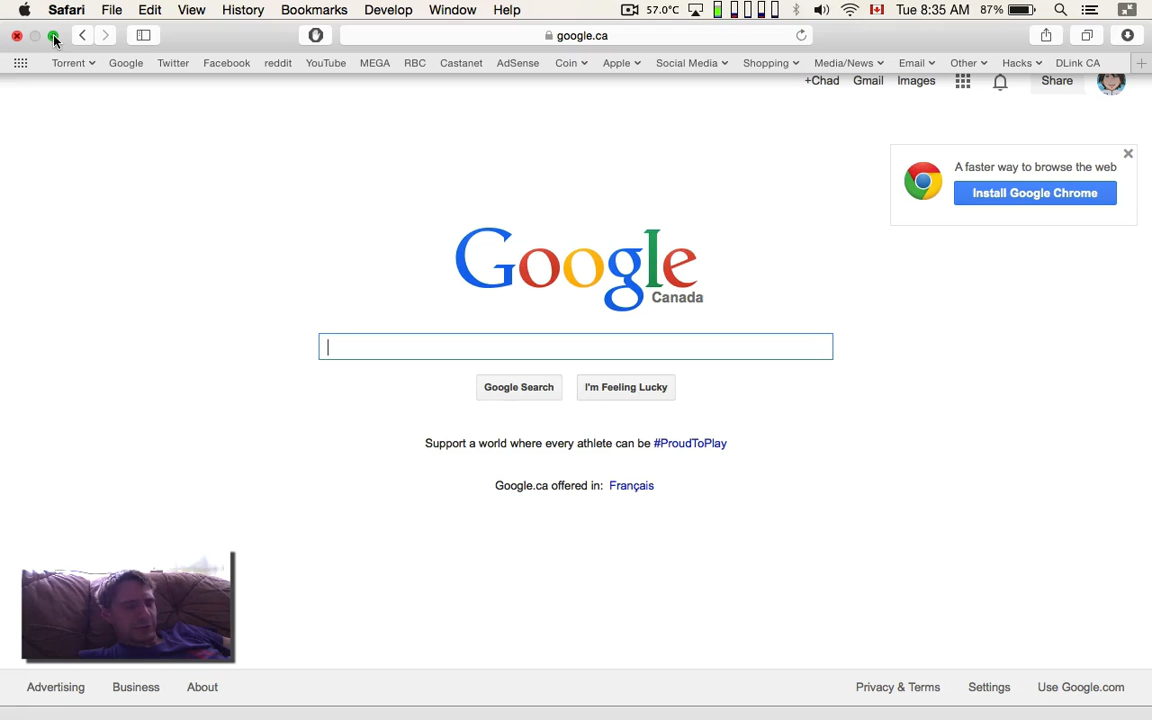 Safari File Edit View History Bookmarks Develop Window Help 57.0°C Tue 8:35 AM 87%
google.ca
Torrent Google Twitter Facebook reddit YouTube MEGA RBC Castanet AdSense Coin Apple Social Media Shopping Media/News Email Other Hacks DLink CA
+Chad Gmail Images Share
A faster way to browse the web
Install Google Chrome
Google
Canada
Google Search I'm Feeling Lucky
Support a world where every athlete can be #ProudToPlay
Google.ca offered in: Français
Advertising Business About Privacy & Terms Settings Use Google.com